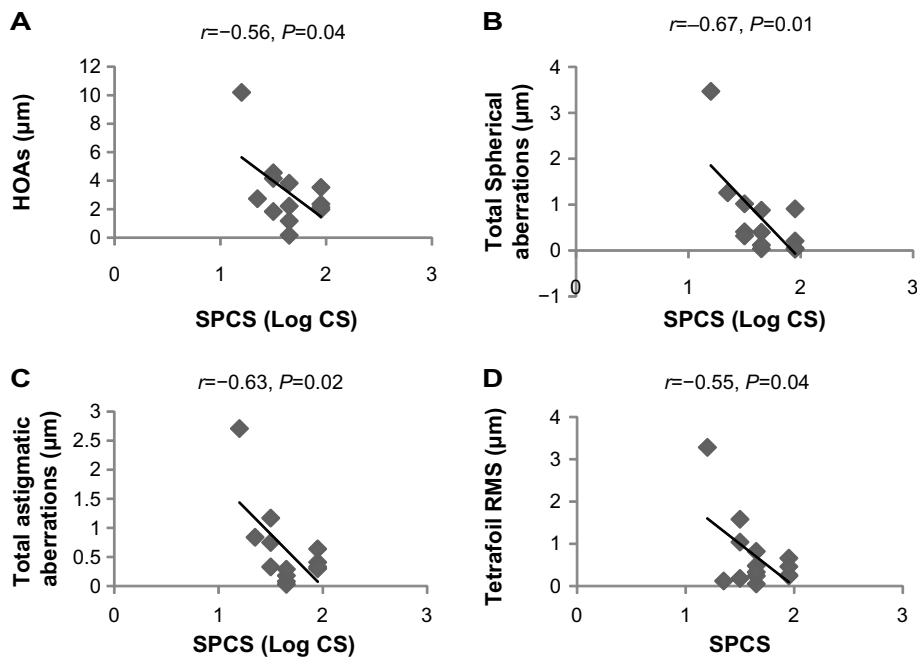 A
r=−0.56, P=0.04
HOAs (µm)
12
10
8
6
4
2
0
0 1 2 3
SPCS (Log CS)
B
r=–0.67, P=0.01
Total Spherical
aberrations (µm)
4
3
2
1
0
−1
0 1 2 3
SPCS (Log CS)
C
r=−0.63, P=0.02
Total astigmatic
aberrations (µm)
3
2.5
2
1.5
1
0.5
0
0 1 2 3
SPCS (Log CS)
D
r=−0.55, P=0.04
Tetrafoil RMS (µm)
4
3
2
1
0
0 1 2 3
SPCS